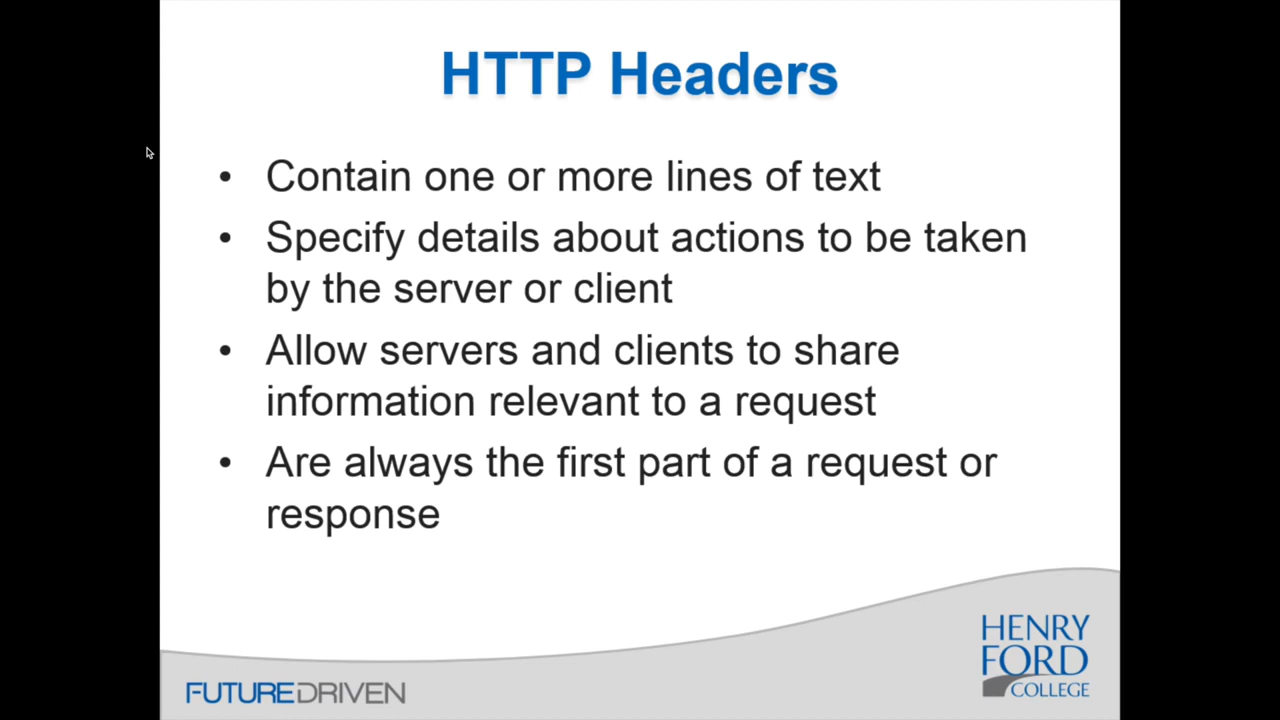 HTTP Headers
• Contain one or more lines of text
• Specify details about actions to be taken
by the server or client
• Allow servers and clients to share
information relevant to a request
• Are always the first part of a request or
response
HENRY
FORD
COLLEGE
FUTUREDRIVEN